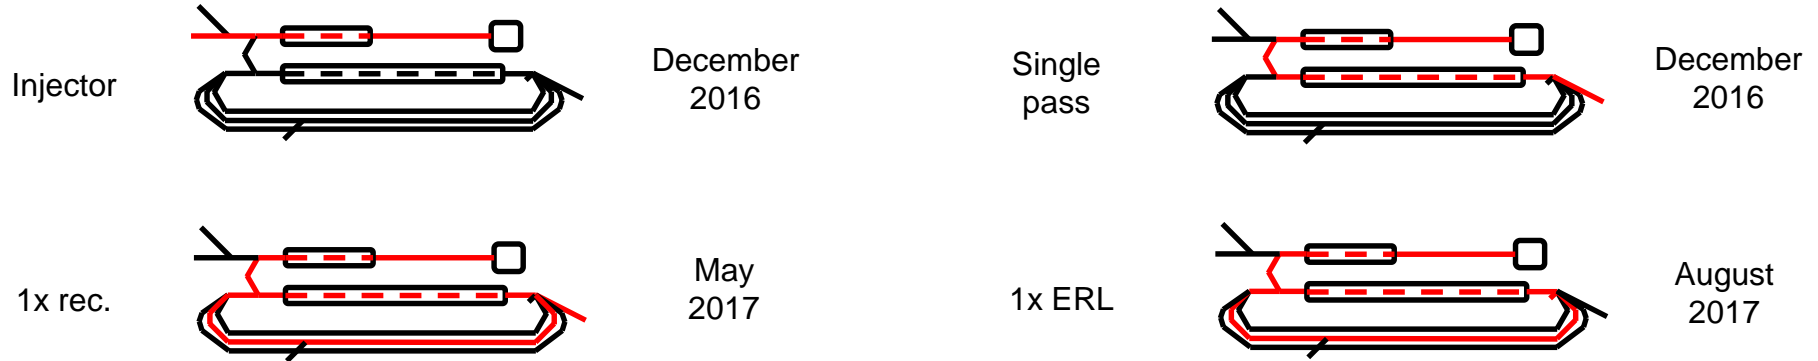 Injector
December
2016
Single
pass
December
2016
1x rec.
May
2017
1x ERL
August
2017